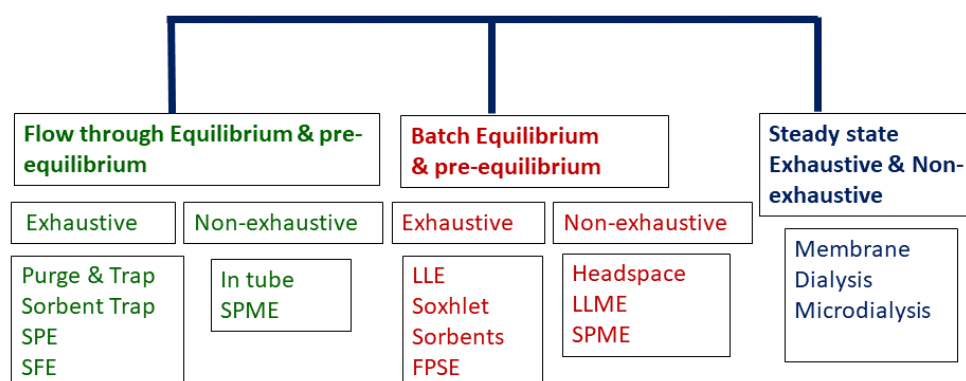 Flow through Equilibrium & pre-
equilibrium
Batch Equilibrium
& pre-equilibrium
Steady state
Exhaustive & Non-
exhaustive
Exhaustive
Non-exhaustive
Exhaustive
Non-exhaustive
Purge & Trap
Sorbent Trap
SPE
SFE
In tube
SPME
LLE
Soxhlet
Sorbents
FPSE
Headspace
LLME
SPME
Membrane
Dialysis
Microdialysis